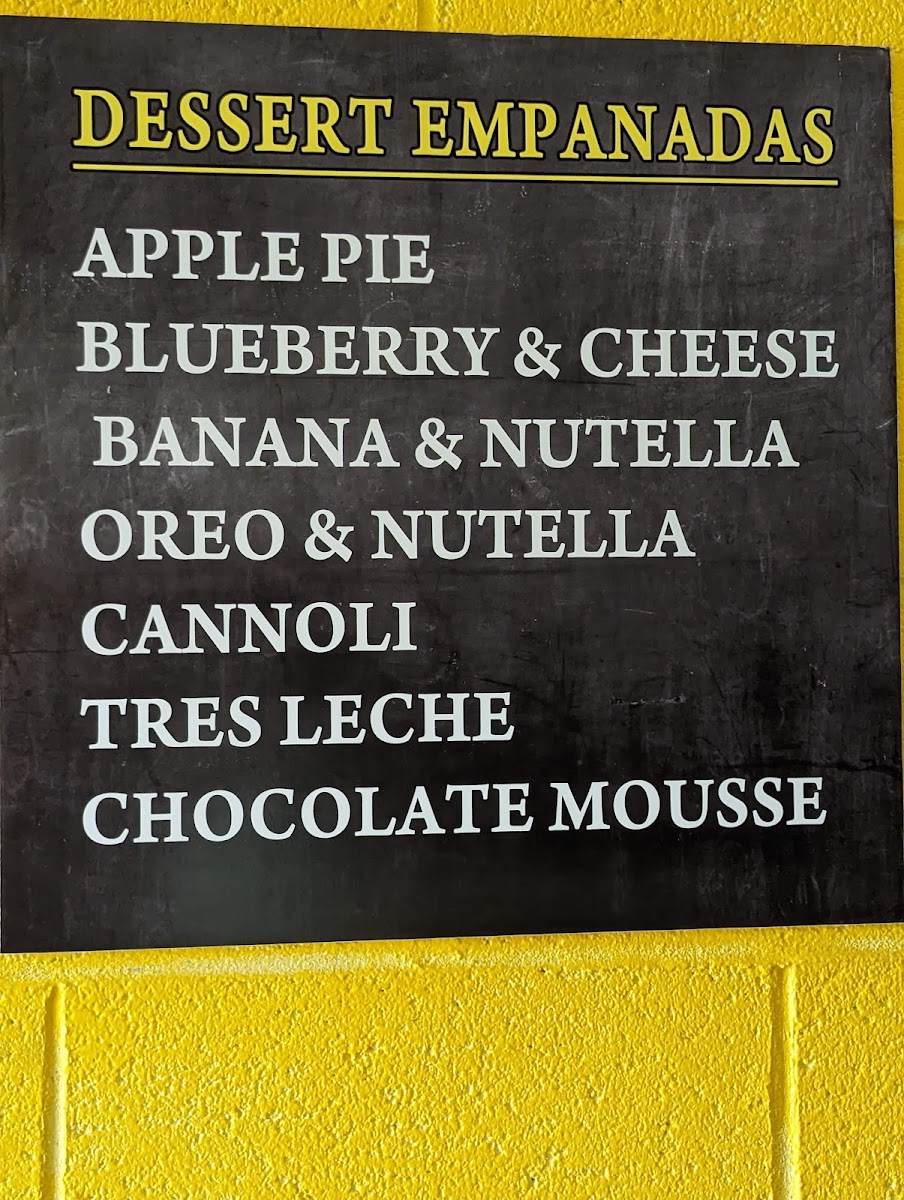 DESSERT EMPANADAS
APPLE PIE
BLUEBERRY & CHEESE
BANANA & NUTELLA
OREO & NUTELLA
CANNOLI
TRES LECHE
CHOCOLATE MOUSSE